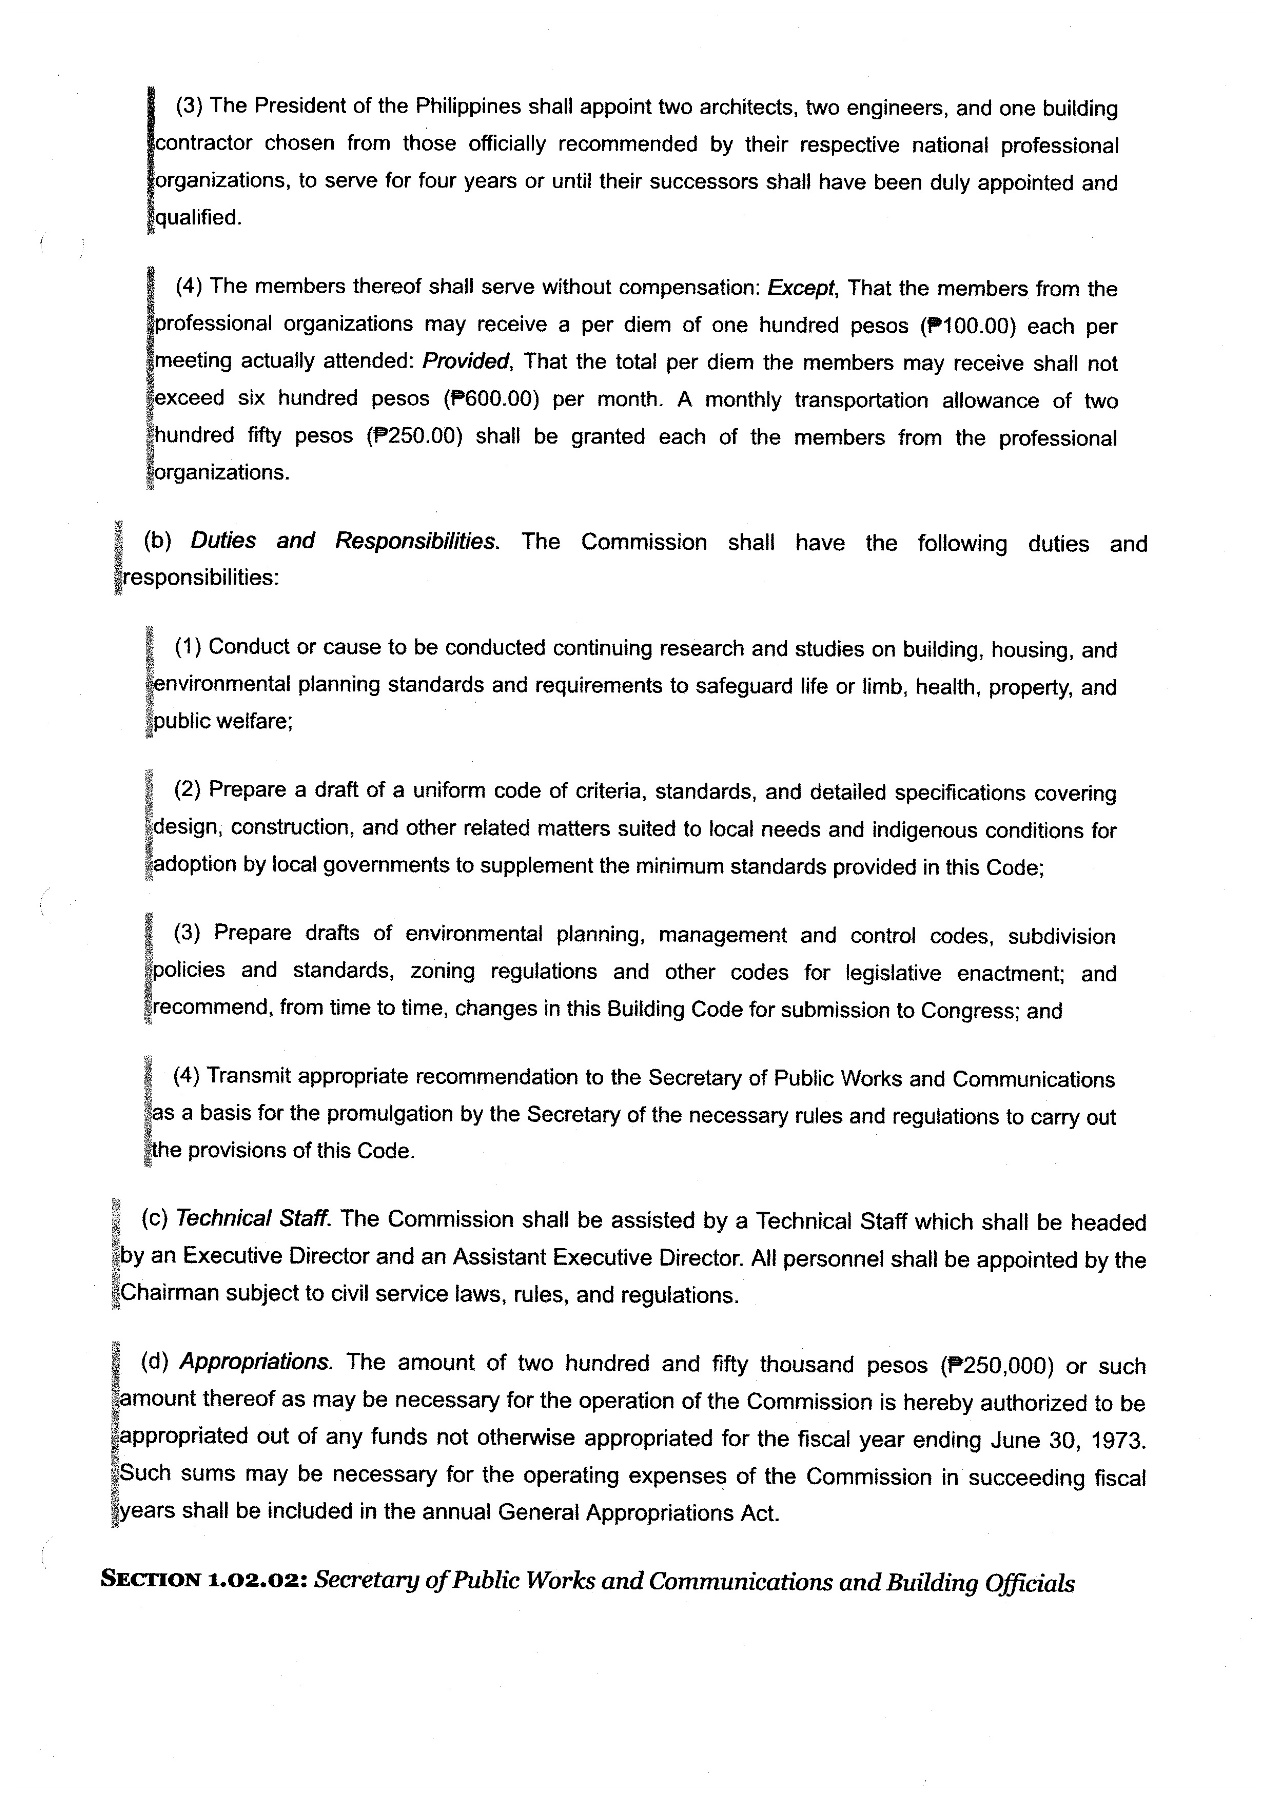 (3) The President of the Philippines shall appoint two architects, two engineers, and one building
contractor chosen from those officially recommended by their respective national professional
organizations, to serve for four years or until their successors shall have been duly appointed and
qualified.
(4) The members thereof shall serve without compensation: Except, That the members from the
professional organizations may receive a per diem of one hundred pesos (₱100.00) each per
meeting actually attended: Provided, That the total per diem the members may receive shall not
exceed six hundred pesos (₱600.00) per month. A monthly transportation allowance of two
hundred fifty pesos (₱250.00) shall be granted each of the members from the professional
organizations.
(b) Duties and Responsibilities. The Commission shall have the following duties and
responsibilities:
(1) Conduct or cause to be conducted continuing research and studies on building, housing, and
environmental planning standards and requirements to safeguard life or limb, health, property, and
public welfare;
(2) Prepare a draft of a uniform code of criteria, standards, and detailed specifications covering
design, construction, and other related matters suited to local needs and indigenous conditions for
adoption by local governments to supplement the minimum standards provided in this Code;
(3) Prepare drafts of environmental planning, management and control codes, subdivision
policies and standards, zoning regulations and other codes for legislative enactment; and
recommend, from time to time, changes in this Building Code for submission to Congress; and
(4) Transmit appropriate recommendation to the Secretary of Public Works and Communications
as a basis for the promulgation by the Secretary of the necessary rules and regulations to carry out
the provisions of this Code.
(c) Technical Staff. The Commission shall be assisted by a Technical Staff which shall be headed
by an Executive Director and an Assistant Executive Director. All personnel shall be appointed by the
Chairman subject to civil service laws, rules, and regulations.
(d) Appropriations. The amount of two hundred and fifty thousand pesos (₱250,000) or such
amount thereof as may be necessary for the operation of the Commission is hereby authorized to be
appropriated out of any funds not otherwise appropriated for the fiscal year ending June 30, 1973.
Such sums may be necessary for the operating expenses of the Commission in succeeding fiscal
years shall be included in the annual General Appropriations Act.
SECTION 1.02.02: Secretary of Public Works and Communications and Building Officials